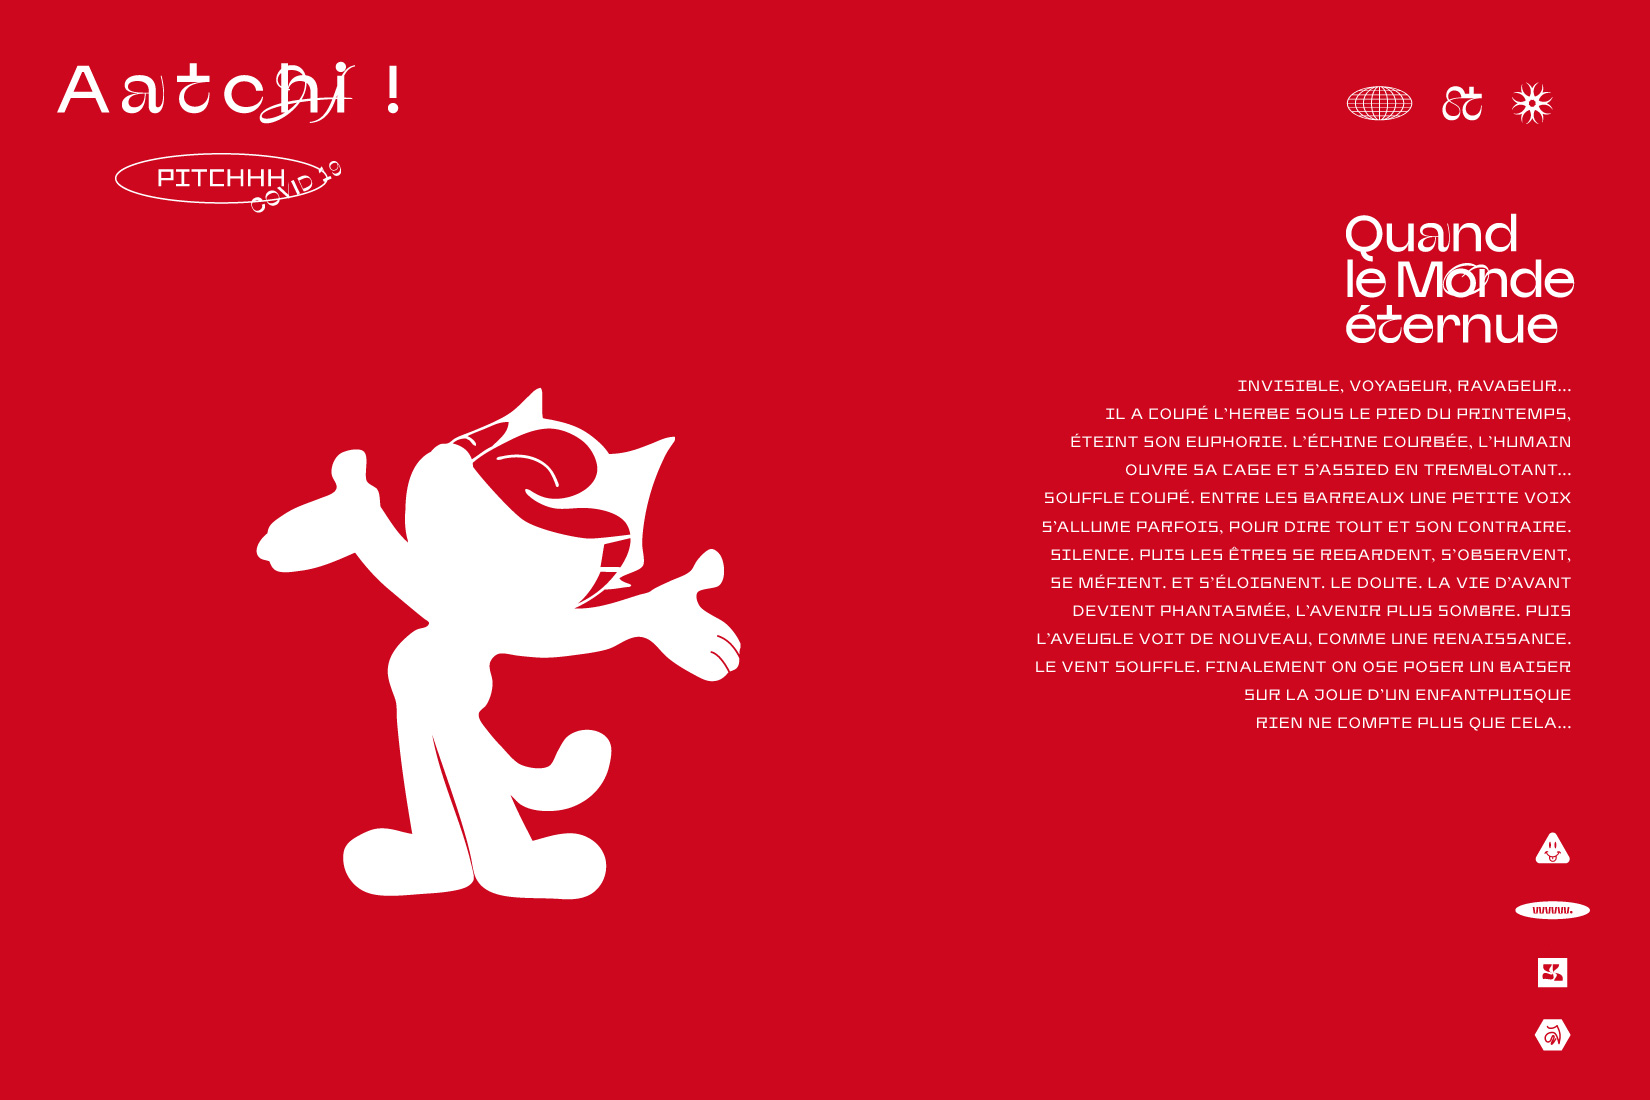 Aatchi !
PITCHHH
COVID 19
&
Quand
le Monde
éternue
INVISIBLE, VOYAGEUR, RAVAGEUR...
IL A COUPÉ L'HERBE SOUS LE PIED DU PRINTEMPS,
ÉTEINT SON EUPHORIE. L'ÉCHINE COURBÉE, L'HUMAIN
OUVRE SA CAGE ET S'ASSIED EN TREMBLOTANT...
SOUFFLE COUPÉ. ENTRE LES BARREAUX UNE PETITE VOIX
S'ALLUME PARFOIS, POUR DIRE TOUT ET SON CONTRAIRE.
SILENCE. PUIS LES ÊTRES SE REGARDENT, S'OBSERVENT,
SE MÉFIENT. ET S'ÉLOIGNENT. LE DOUTE. LA VIE D'AVANT
DEVIENT PHANTASMÉE, L'AVENIR PLUS SOMBRE. PUIS
L'AVEUGLE VOIT DE NOUVEAU, COMME UNE RENAISSANCE.
LE VENT SOUFFLE. FINALEMENT ON OSE POSER UN BAISER
SUR LA JOUE D'UN ENFANTPUISQUE
RIEN NE COMPTE PLUS QUE CELA...